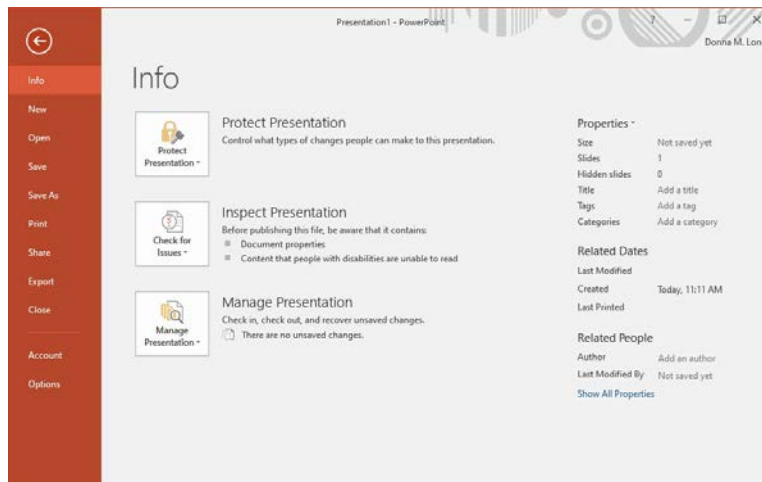 Presentation1 - PowerPoint
?
Donna M. Lon
Info
New
Open
Save
Save As
Print
Share
Export
Close
Account
Options
Info
Protect Presentation
Protect Presentation
Control what types of changes people can make to this presentation.
Check for Issues
Inspect Presentation
Before publishing this file, be aware that it contains:
Document properties
Content that people with disabilities are unable to read
Manage Presentation
Manage Presentation
Check in, check out, and recover unsaved changes.
There are no unsaved changes.
Properties
Size Not saved yet
Slides 1
Hidden slides 0
Title Add a title
Tags Add a tag
Categories Add a category
Related Dates
Last Modified
Created Today, 11:11 AM
Last Printed
Related People
Author Add an author
Last Modified By Not saved yet
Show All Properties